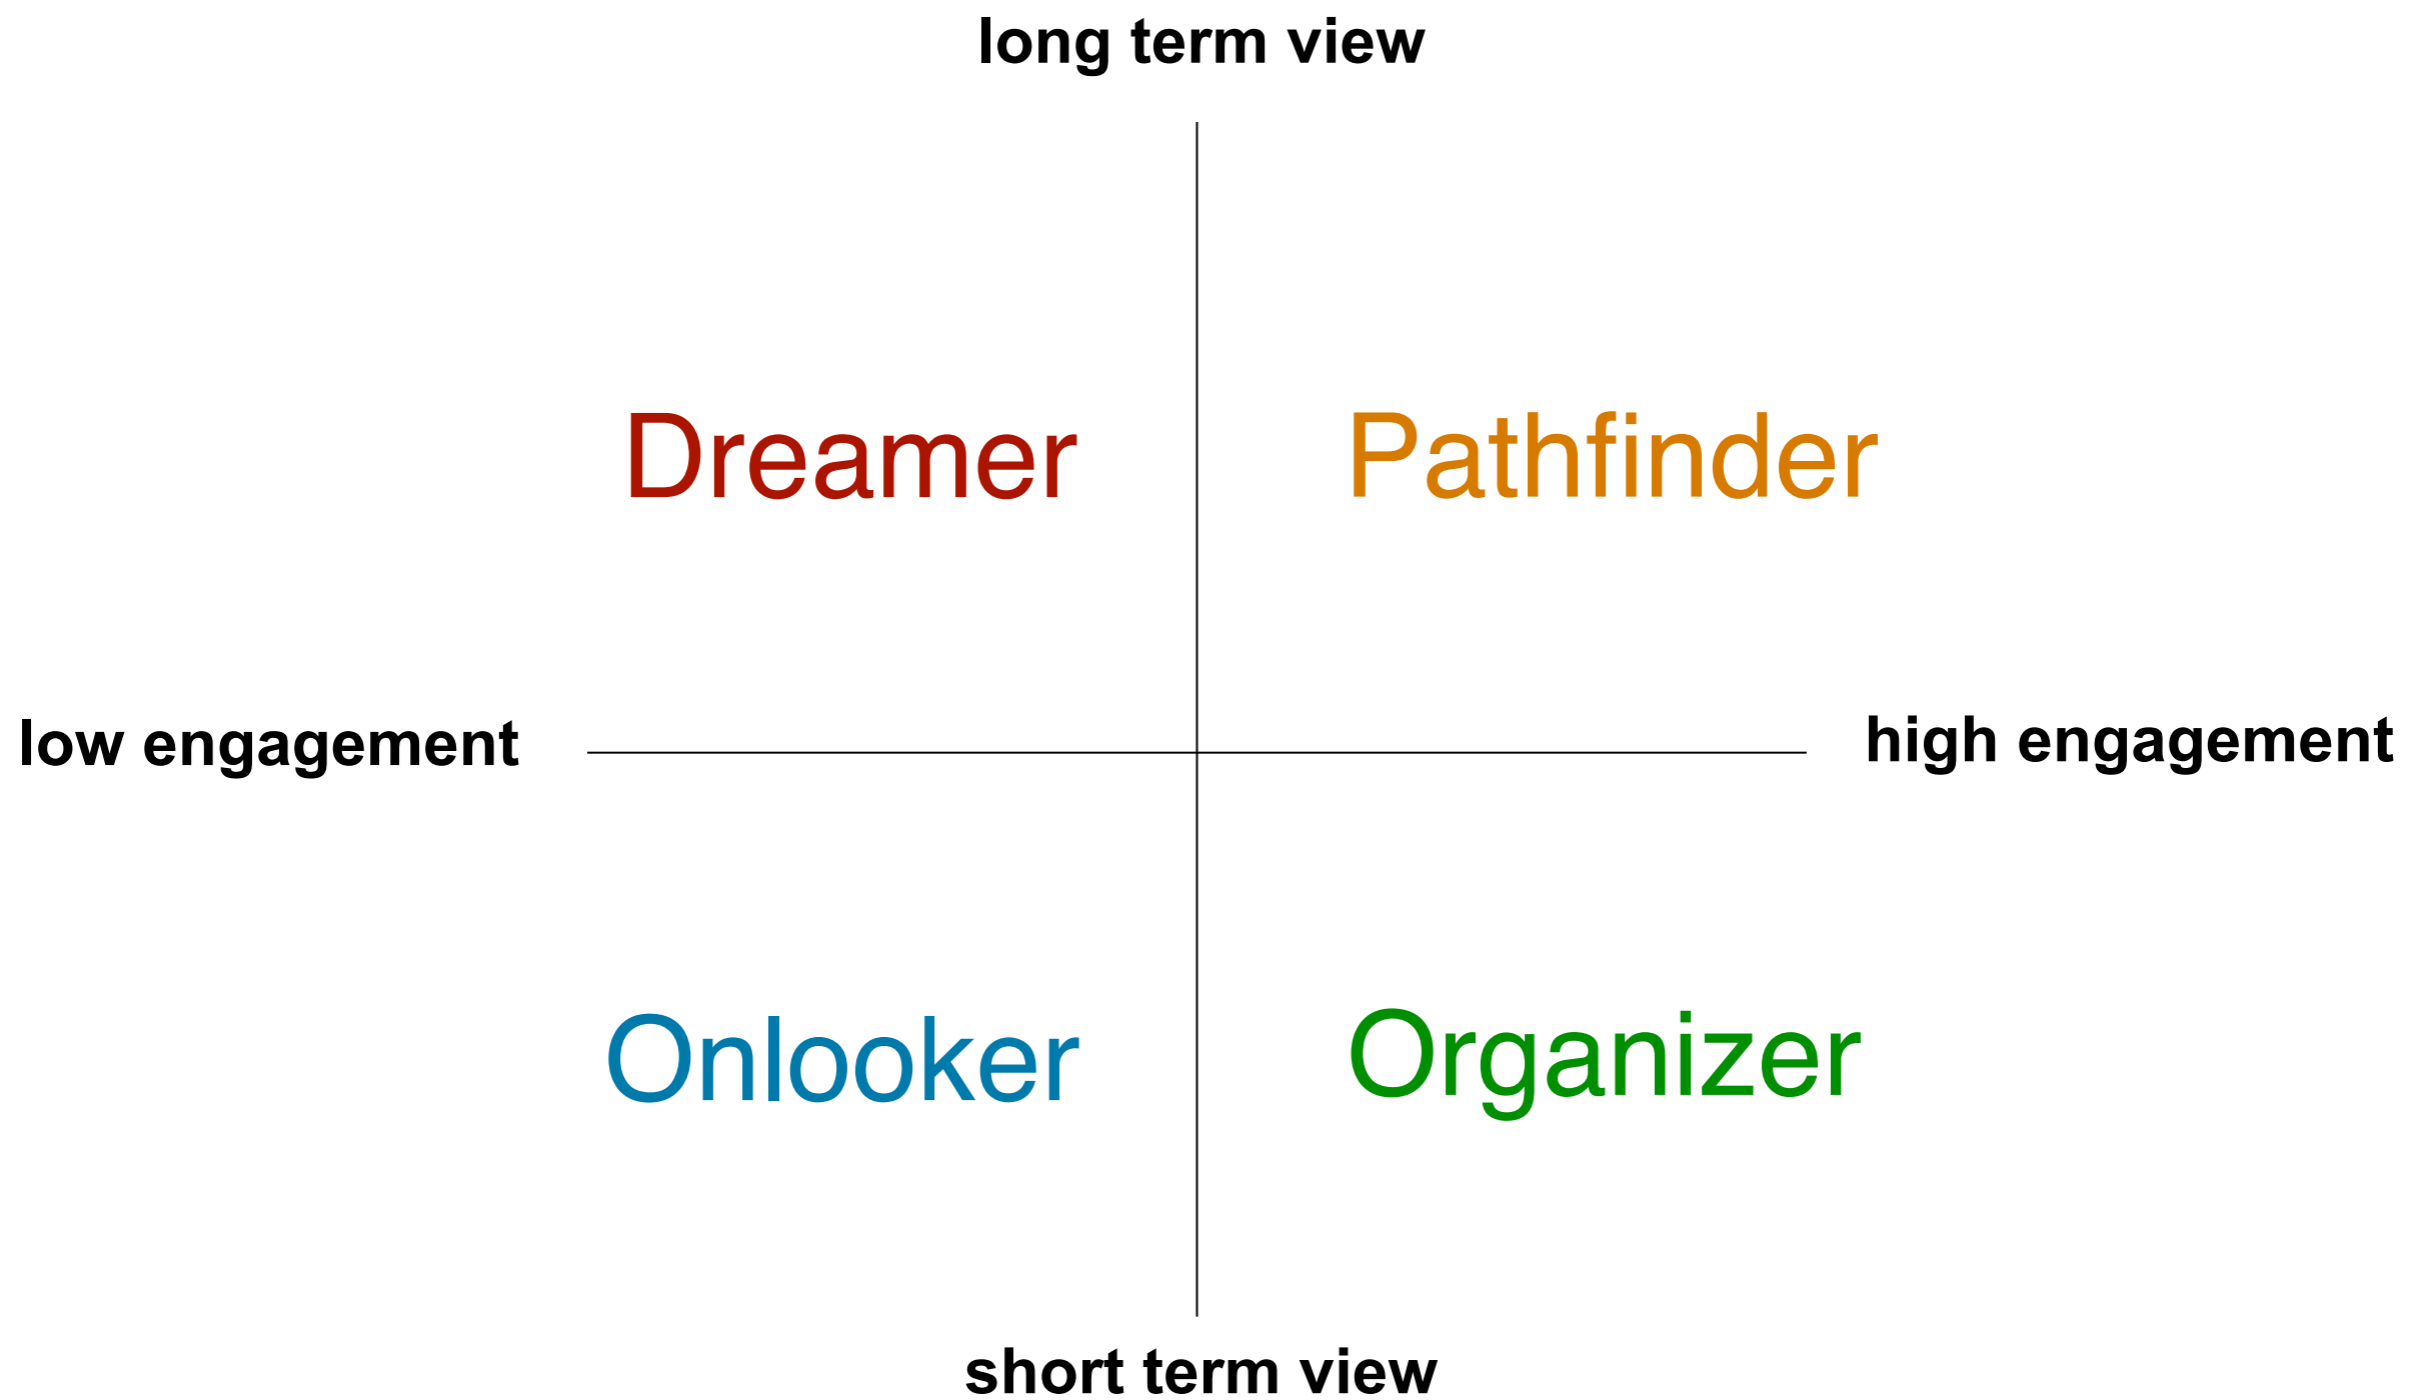 long term view
Dreamer
Pathfinder
low engagement
high engagement
Onlooker
Organizer
short term view